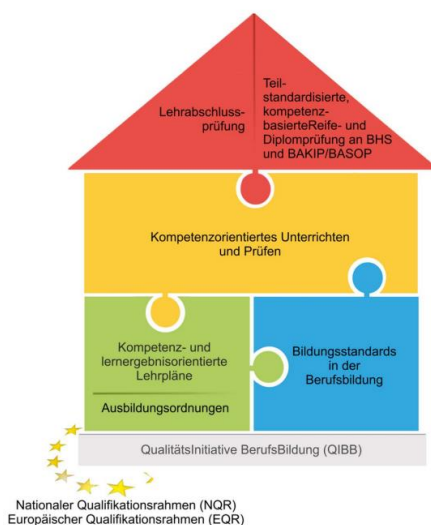 Lehrabschluss-
prüfung
Teil-
standardisierte,
kompetenz-
basierteReife- und
Diplomprüfung an BHS
und BAKIP/BASOP
Kompetenzorientiertes Unterrichten
und Prüfen
Kompetenz- und
lernergebnisorientierte
Lehrpläne
Ausbildungsordnungen
Bildungsstandards
in der
Berufsbildung
QualitätsInitiative BerufsBildung (QIBB)
Nationaler Qualifikationsrahmen (NQR)
Europäischer Qualifikationsrahmen (EQR)